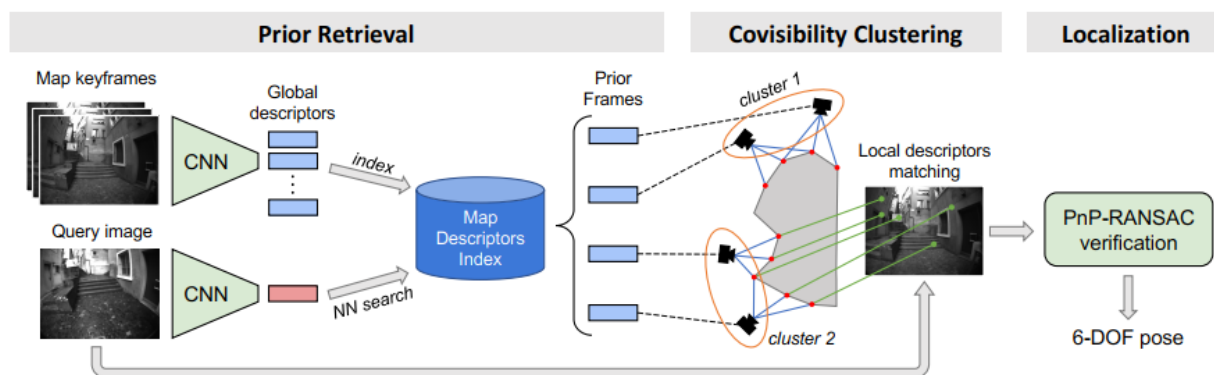 Prior Retrieval
Covisibility Clustering
Localization
Map keyframes
Global
descriptors
CNN
⋮
index
Query image
CNN
NN search
Map
Descriptors
Index
Prior
Frames
cluster 1
cluster 2
Local descriptors
matching
PnP-RANSAC
verification
6-DOF pose